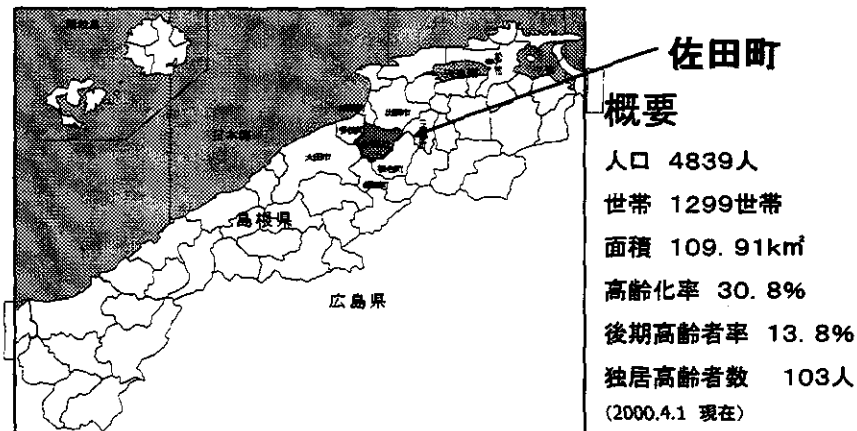 佐田町
概要
人口 4839人
世帯 1299世帯
面積 109.91k㎡
高齢化率 30.8%
後期高齢者率 13.8%
独居高齢者数 103人
(2000.4.1 現在)
日本海
大田市
島根県
広島県